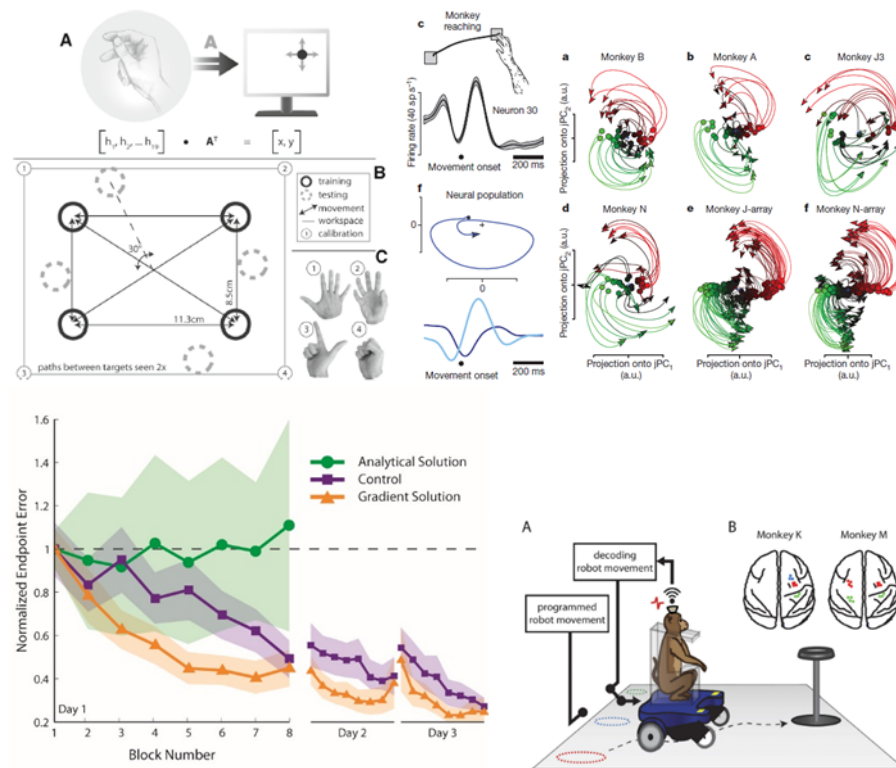 A
A
[h₁, h₂, ... h₁₉] • A† = [x, y]
1
2
training
testing
movement
workspace
1 calibration
B
30°
8.5cm
11.3cm
3
paths between targets seen 2x
4
C
1
2
3
4
c
Monkey
reaching
Firing rate (40 sp s⁻¹)
Neuron 30
Movement onset
200 ms
f
Neural population
0
0
Movement onset
200 ms
a
Monkey B
b
Monkey A
c
Monkey J3
Projection onto jPC₂ (a.u.)
d
Monkey N
e
Monkey J-array
f
Monkey N-array
Projection onto jPC₂ (a.u.)
Projection onto jPC₁
(a.u.)
Projection onto jPC₁
(a.u.)
Projection onto jPC₁
(a.u.)
1.6
1.4
1.2
1
0.8
0.6
0.4
0.2
Normalized Endpoint Error
Analytical Solution
Control
Gradient Solution
Day 1
1
2
3
4
5
6
7
8
Block Number
Day 2
Day 3
A
decoding
robot movement
programmed
robot movement
B
Monkey K
Monkey M